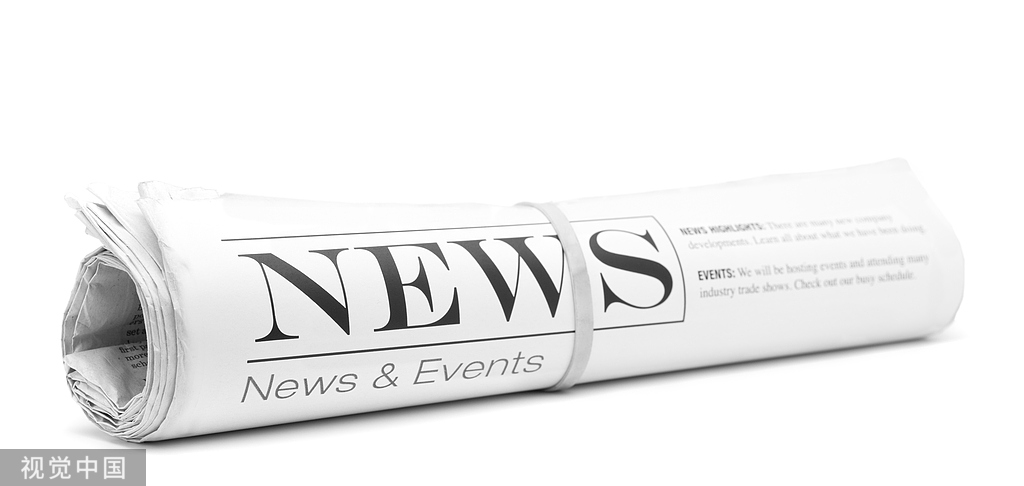 NEWS
News & Events
NEWS HIGHLIGHTS: There are many new company
developments. Learn all about what we have been doing.
EVENTS: We will be hosting events and attending many
industry trade shows. Check out our busy schedule.
first
more
视觉中国